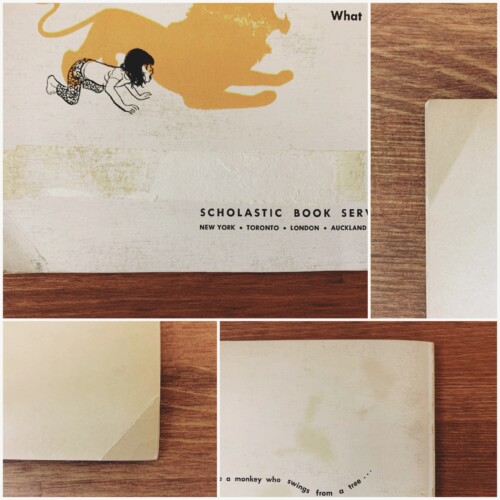 What
SCHOLASTIC BOOK SERV
NEW YORK • TORONTO • LONDON • AUCKLAND
a monkey who swings from a tree...